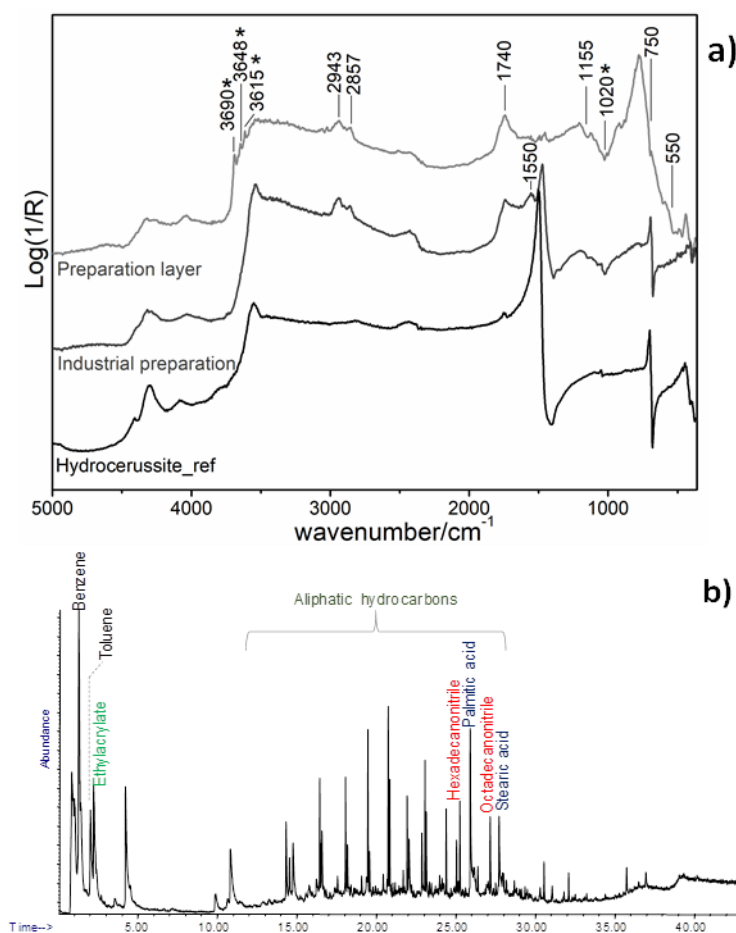 a)
3690*
3648*
3615*
2943
2857
1740
1550
1155
1020*
750
550
Log(1/R)
Preparation layer
Industrial preparation
Hydrocerussite_ref
5000 4000 3000 2000 1000
wavenumber/cm-1
b)
Aliphatic hydrocarbons
Benzene
Toluene
Ethylacrylate
Hexadecanonitrile
Palmitic acid
Octadecanonitrile
Stearic acid
Abundance
Time--> 5.00 10.00 15.00 20.00 25.00 30.00 35.00 40.00